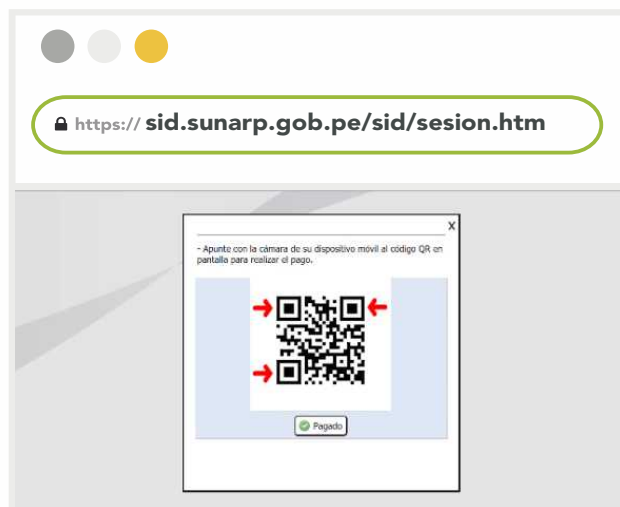 https:// sid.sunarp.gob.pe/sid/sesion.htm
X
- Apunte con la cámara de su dispositivo móvil al código QR en
pantalla para realizar el pago.
Pagado